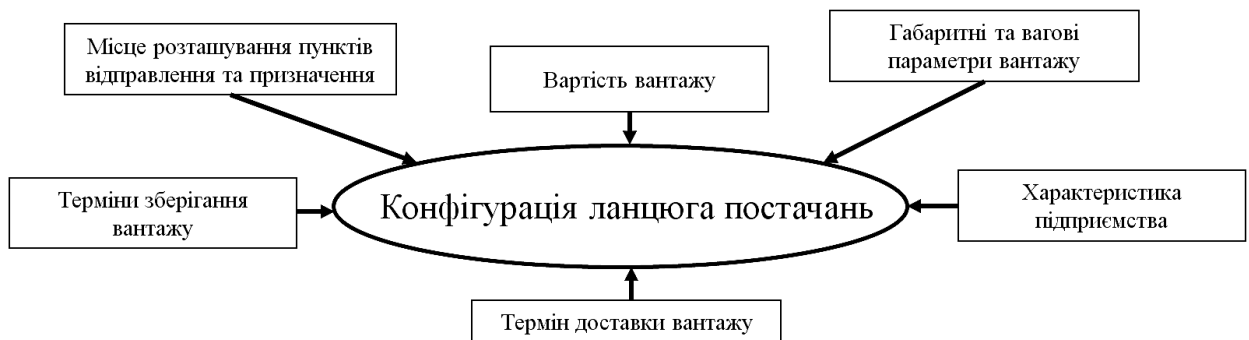 Місце розташування пунктів
відправлення та призначення
Вартість вантажу
Габаритні та вагові
параметри вантажу
Терміни зберігання
вантажу
Конфігурація ланцюга постачань
Характеристика
підприємства
Термін доставки вантажу